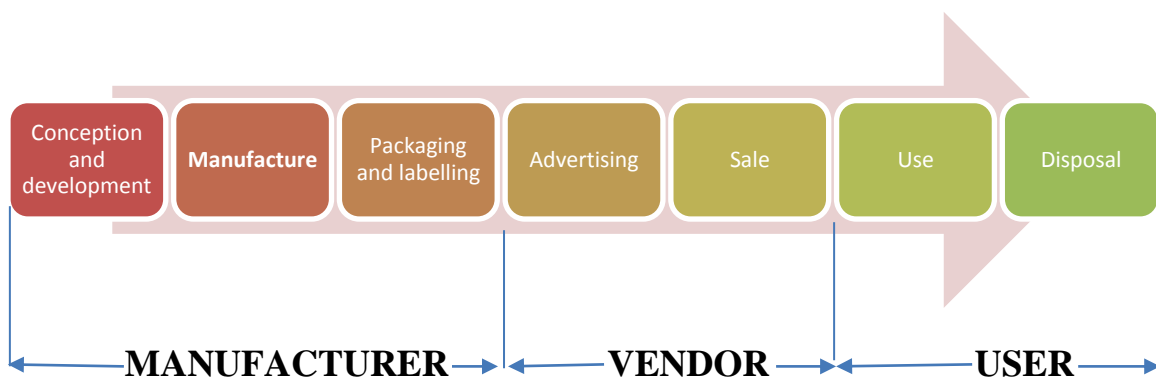 Conception
and
development
Manufacture
Packaging
and labelling
Advertising
Sale
Use
Disposal
MANUFACTURER
VENDOR
USER